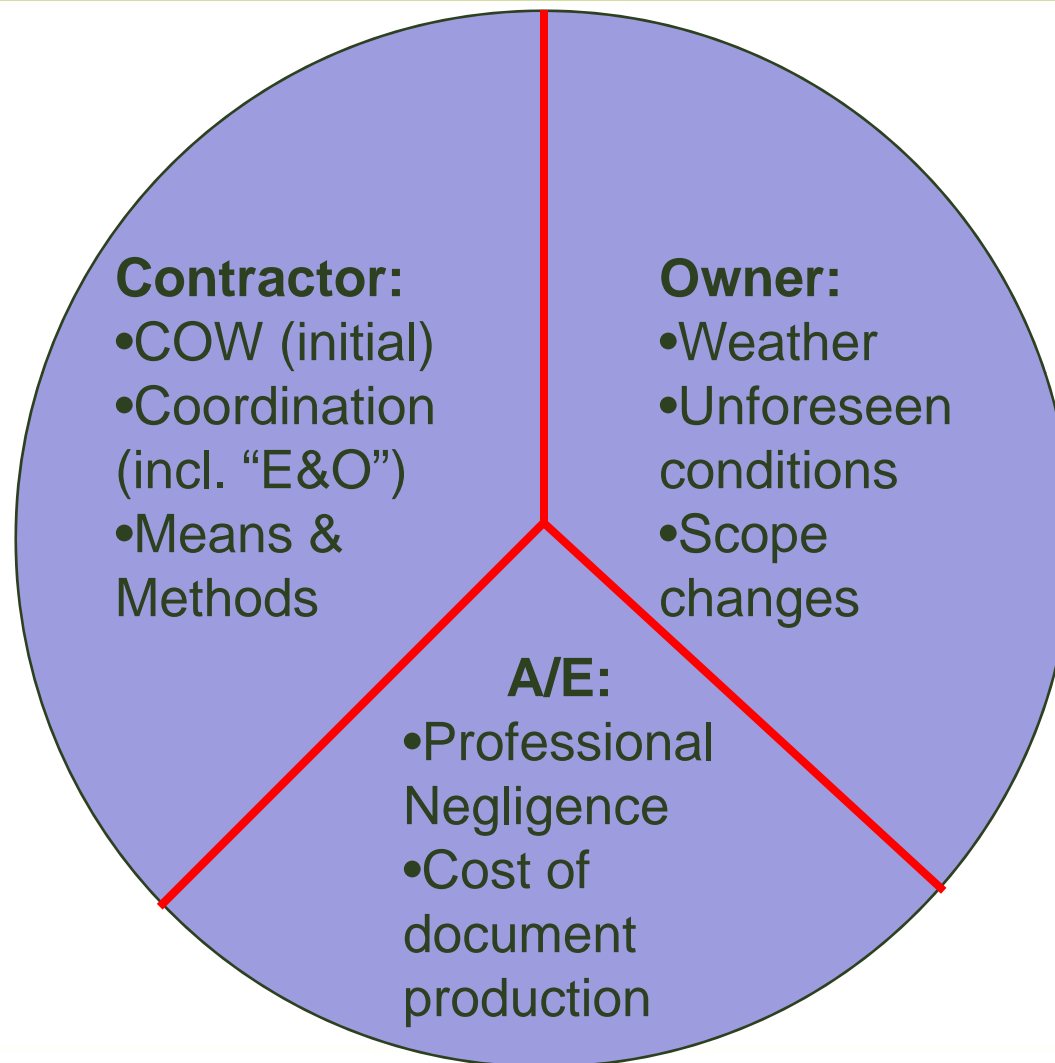 Contractor:
•COW (initial)
•Coordination
(incl. “E&O”)
•Means &
Methods
Owner:
•Weather
•Unforeseen
conditions
•Scope
changes
A/E:
•Professional
Negligence
•Cost of
document
production